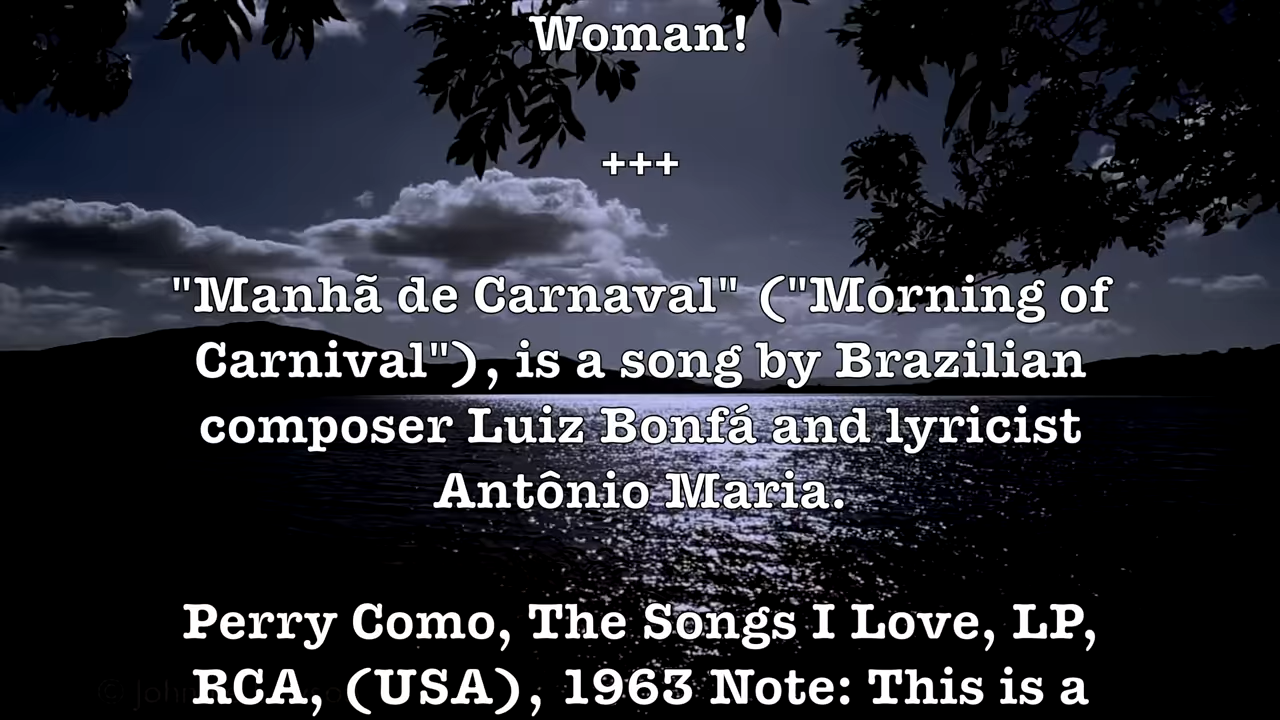 Woman!
+++
"Manhã de Carnaval" ("Morning of
Carnival"), is a song by Brazilian
composer Luiz Bonfá and lyricist
Antônio Maria.
Perry Como, The Songs I Love, LP,
RCA, (USA), 1963 Note: This is a
© John